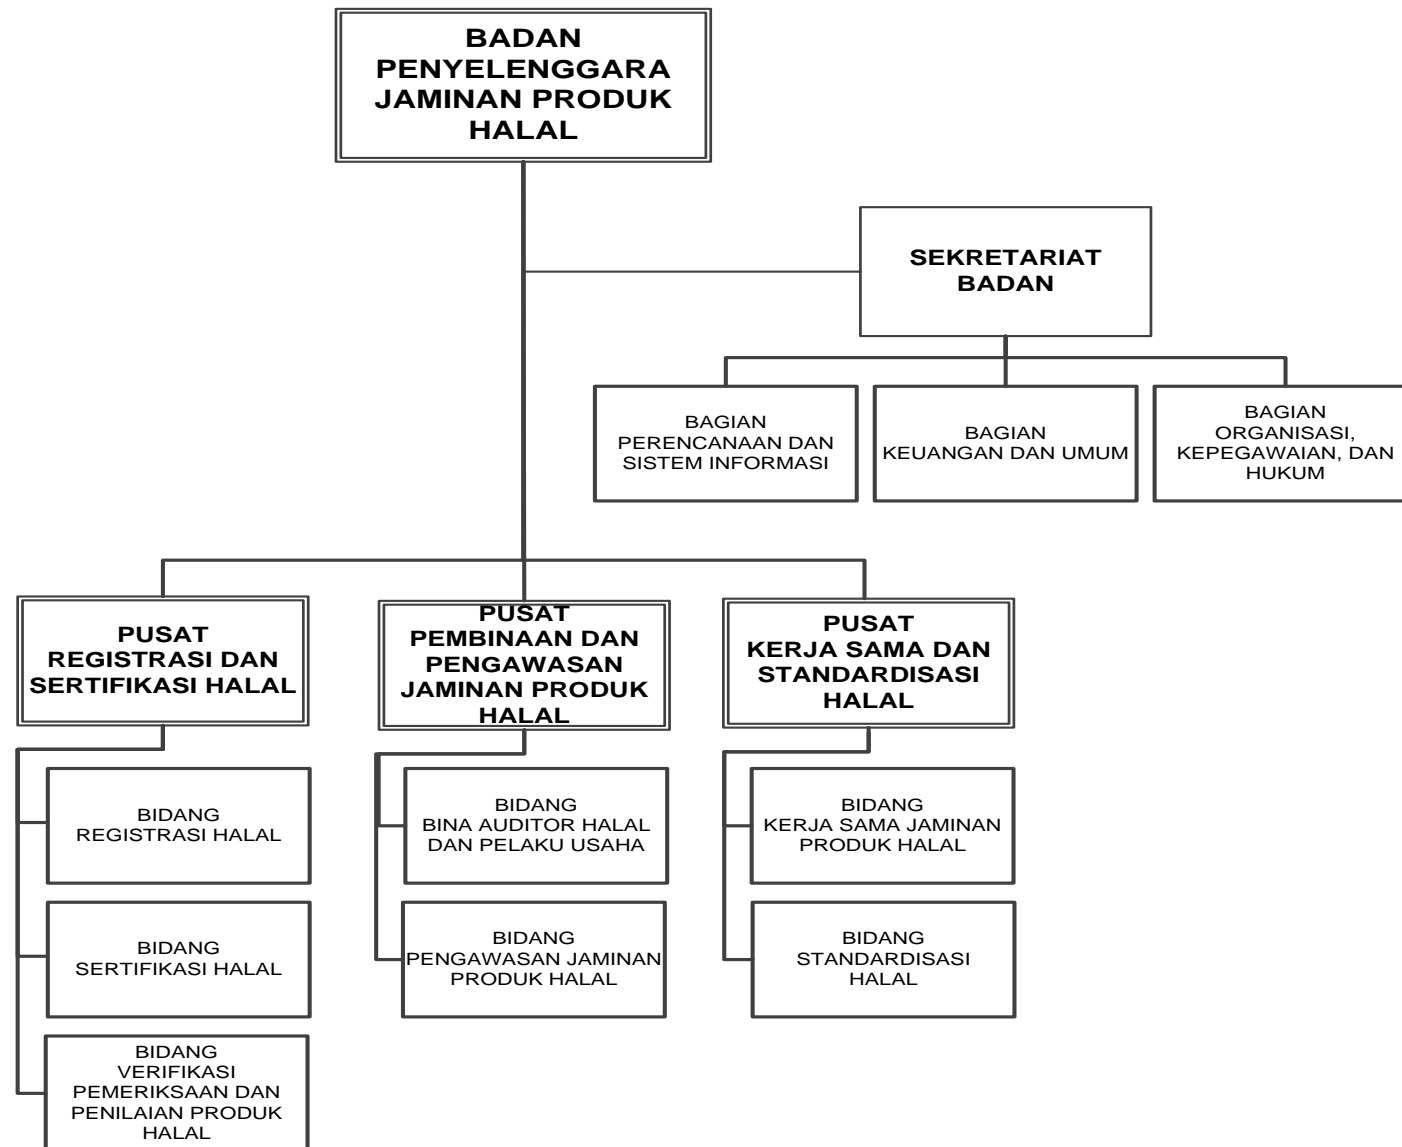 BADAN
PENYELENGGARA
JAMINAN PRODUK
HALAL
SEKRETARIAT
BADAN
BAGIAN
PERENCANAAN DAN
SISTEM INFORMASI
BAGIAN
KEUANGAN DAN UMUM
BAGIAN
ORGANISASI,
KEPEGAWAIAN, DAN
HUKUM
PUSAT
REGISTRASI DAN
SERTIFIKASI HALAL
PUSAT
PEMBINAAN DAN
PENGAWASAN
JAMINAN PRODUK
HALAL
PUSAT
KERJA SAMA DAN
STANDARDISASI
HALAL
BIDANG
REGISTRASI HALAL
BIDANG
BINA AUDITOR HALAL
DAN PELAKU USAHA
BIDANG
KERJA SAMA JAMINAN
PRODUK HALAL
BIDANG
SERTIFIKASI HALAL
BIDANG
PENGAWASAN JAMINAN
PRODUK HALAL
BIDANG
STANDARDISASI
HALAL
BIDANG
VERIFIKASI
PEMERIKSAAN DAN
PENILAIAN PRODUK
HALAL